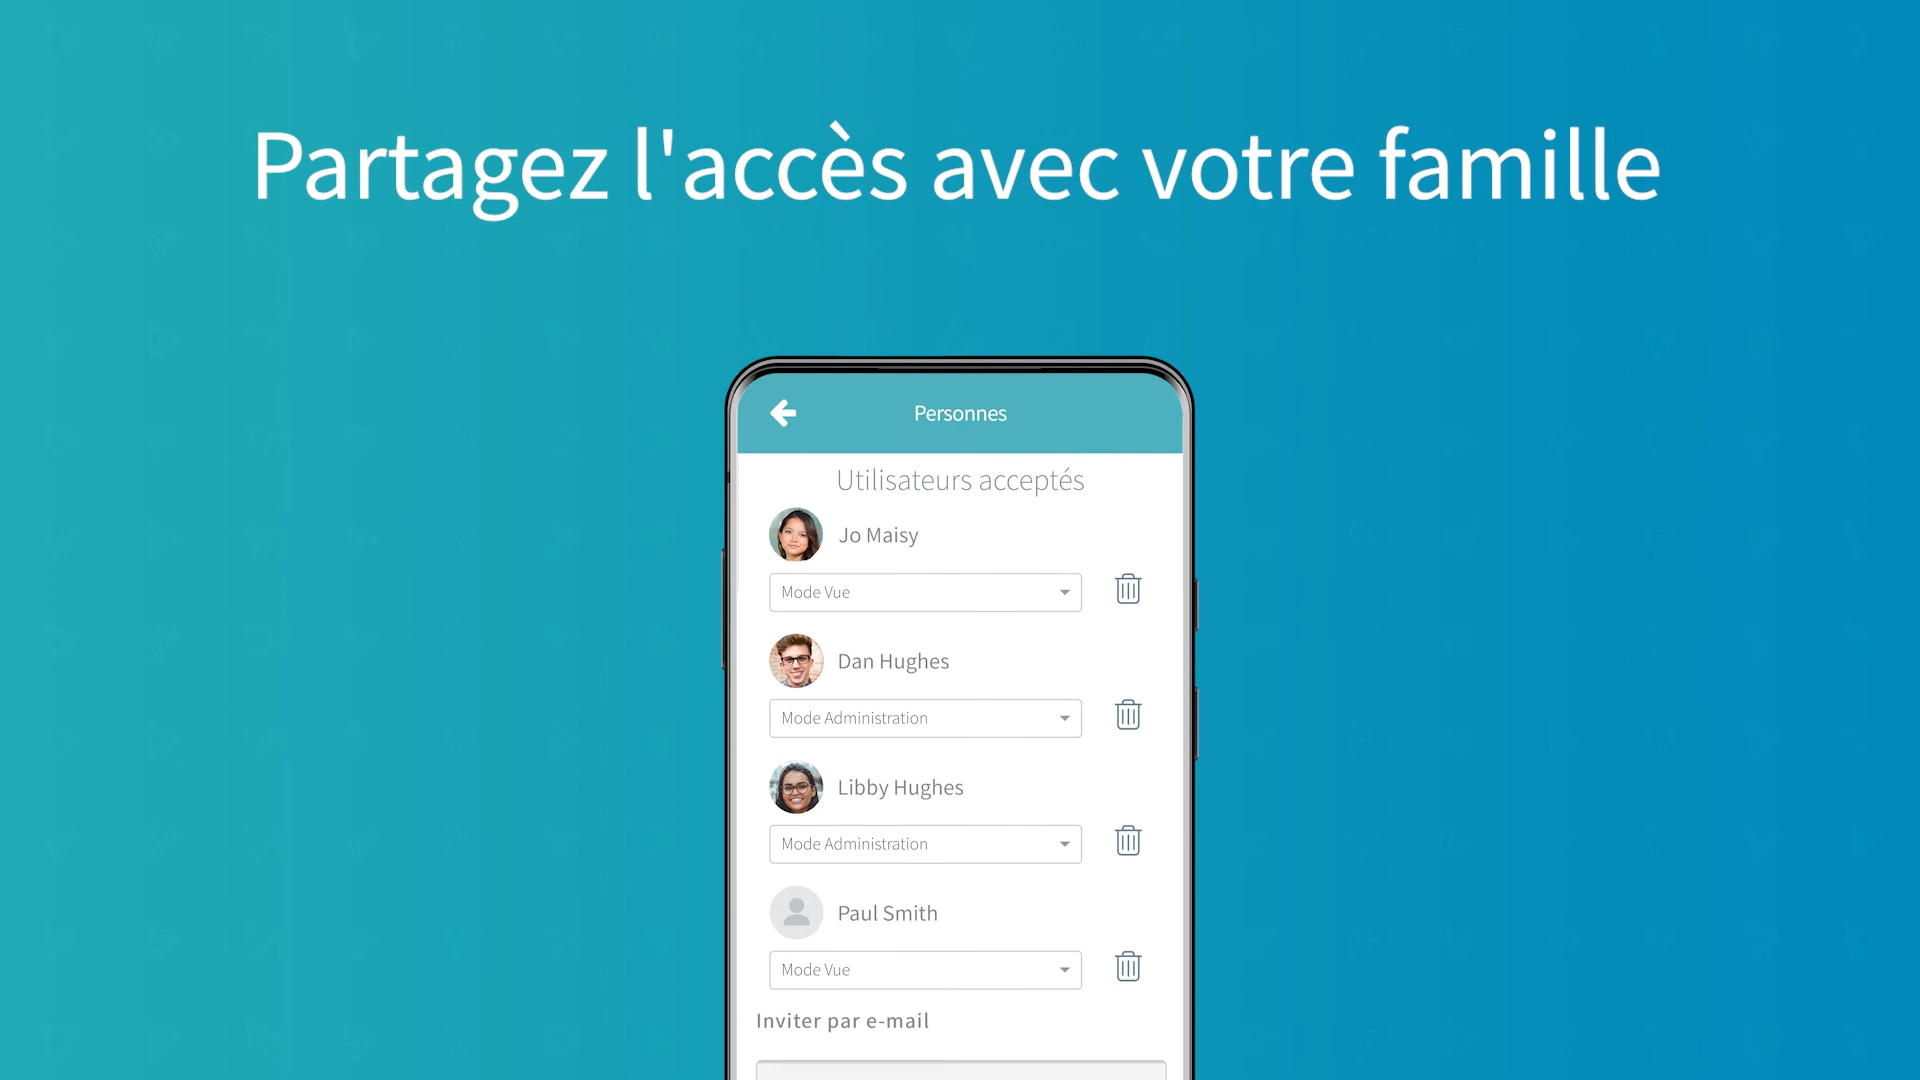 Partagez l'accès avec votre famille
Personnes
Utilisateurs acceptés
Jo Maisy
Mode Vue
Dan Hughes
Mode Administration
Libby Hughes
Mode Administration
Paul Smith
Mode Vue
Inviter par e-mail